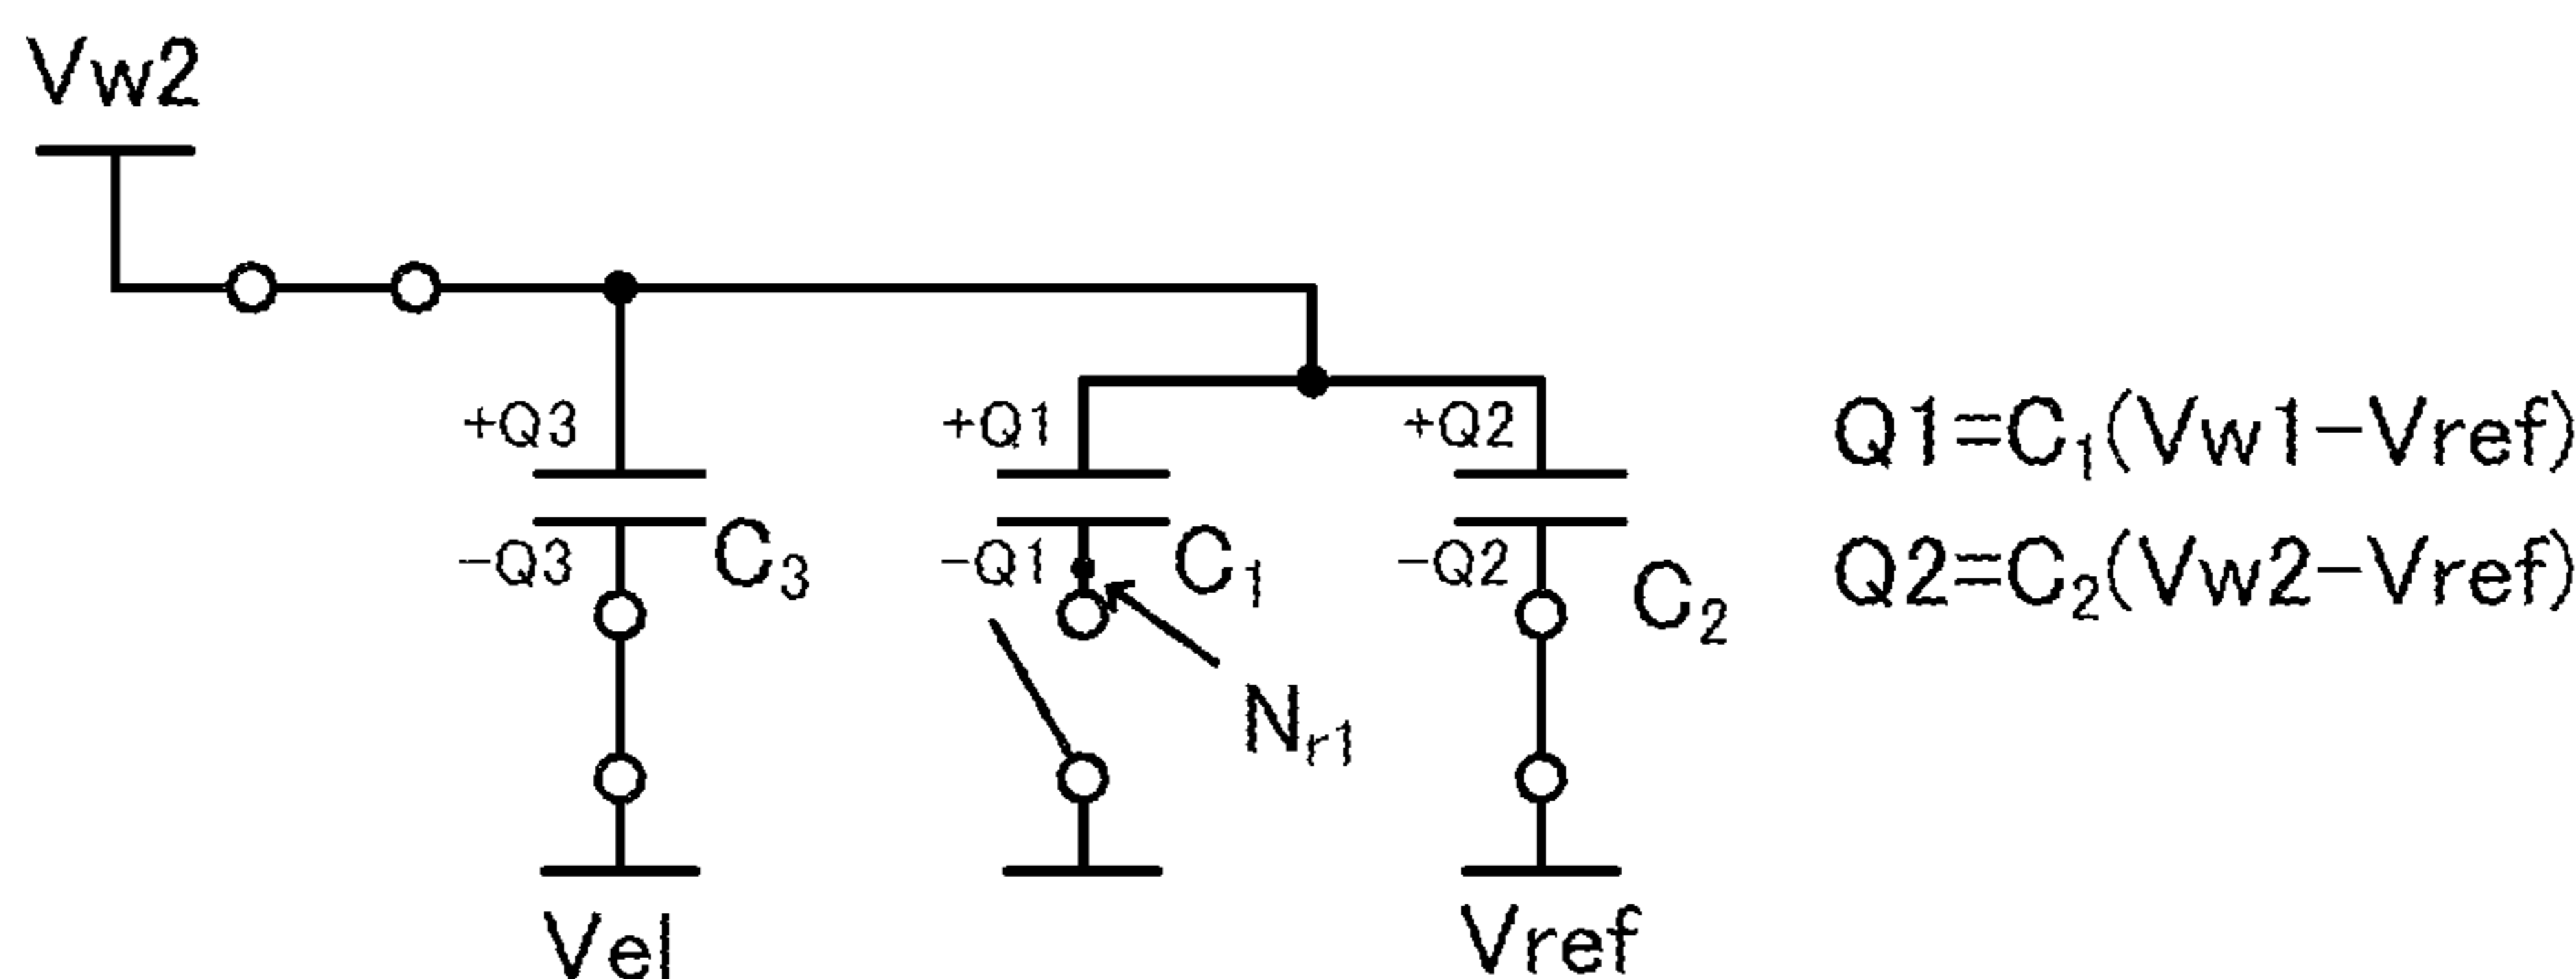 Vw2
+Q3
+Q1
+Q2
Q1=C₁(Vw1-Vref)
-Q3
C₃
-Q1
C₁
-Q2
C₂
Q2=C₂(Vw2-Vref)
Nr1
Vel
Vref